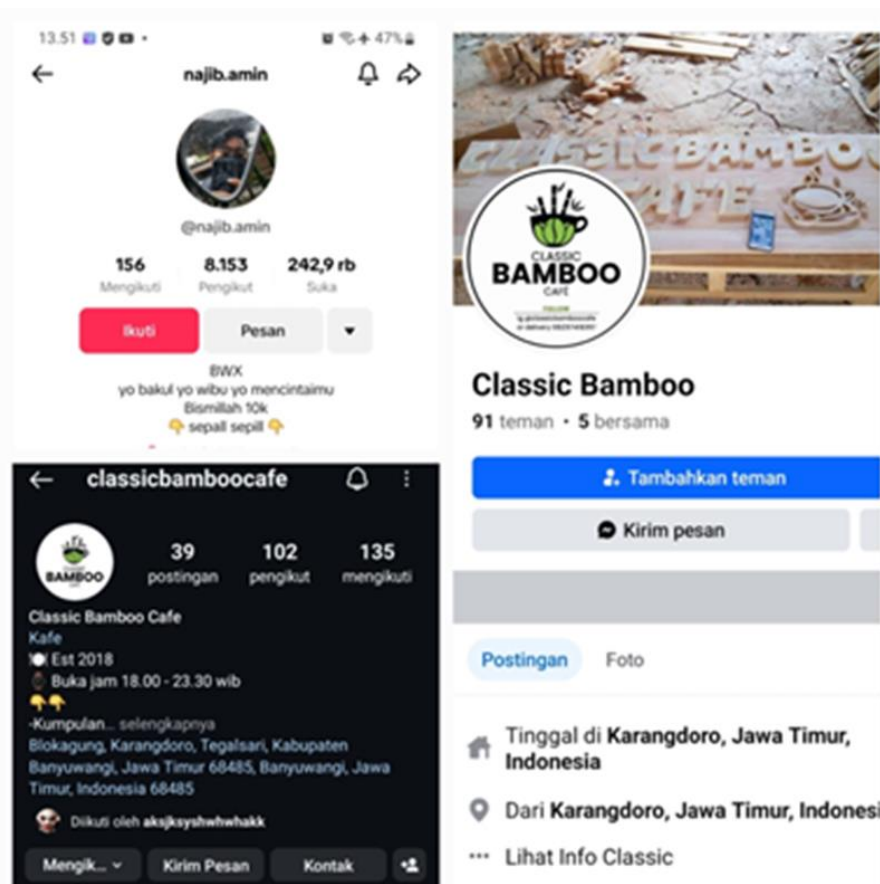 13.51
47%
najib.amin
@najib.amin
156 8.153 242,9 rb
Mengikuti Pengikut Suka
Ikuti Pesan
BWX
yo bakul yo wibu yo mencintaimu
Bismillah 10k
sepall sepill
classicbamboocafe
39 102 135
postingan pengikut mengikuti
BAMBOO
Classic Bamboo Cafe
Kafe
Est 2018
Buka jam 18.00 - 23.30 wib
-Kumpulan... selengkapnya
Blokagung, Karangdoro, Tegalsari, Kabupaten
Banyuwangi, Jawa Timur 68485, Banyuwangi, Jawa
Timur, Indonesia 68485
Diikuti oleh aksjksyshwhwhakk
Mengik... Kirim Pesan Kontak
CLASSIC BAMBOO
CAFE
CLASSIC
BAMBOO
CAFE
FOLLOW
Classic Bamboo
91 teman • 5 bersama
Tambahkan teman
Kirim pesan
Postingan Foto
Tinggal di Karangdoro, Jawa Timur,
Indonesia
Dari Karangdoro, Jawa Timur, Indonesi
Lihat Info Classic